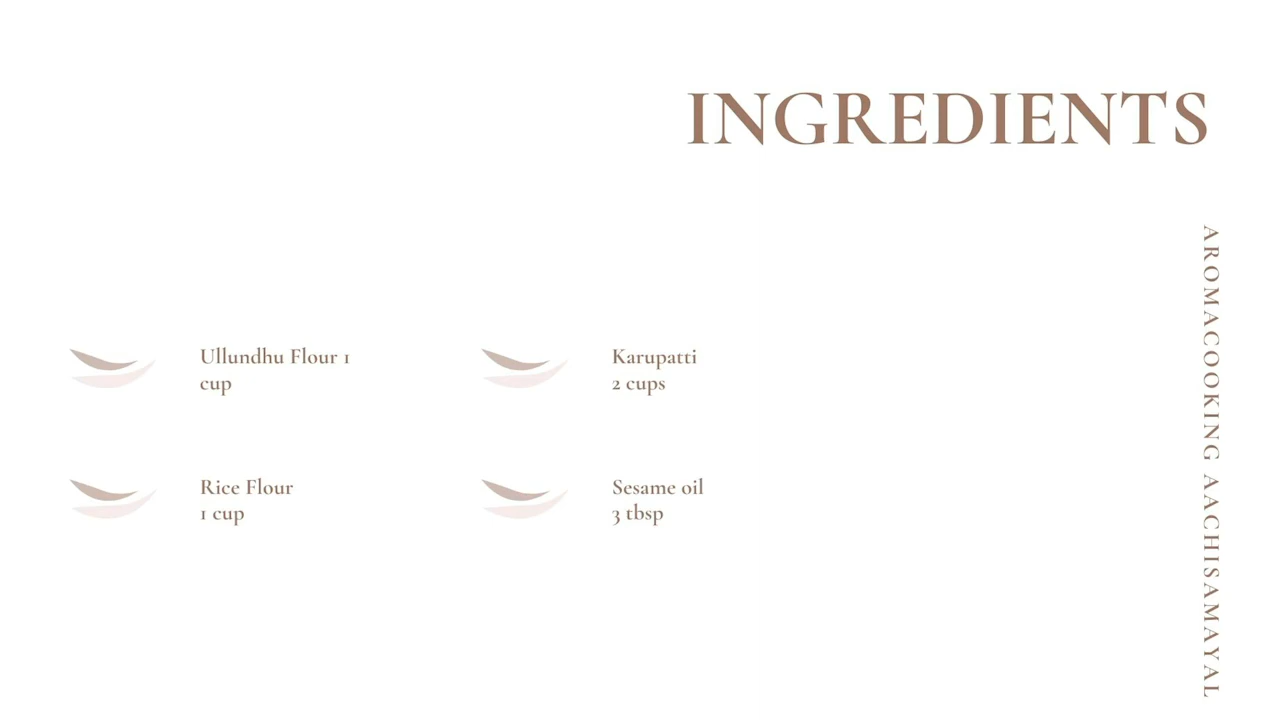 INGREDIENTS
Ullundhu Flour 1
cup
Karupatti
2 cups
Rice Flour
1 cup
Sesame oil
3 tbsp
AROMACOOKING AACHISAMAYAL